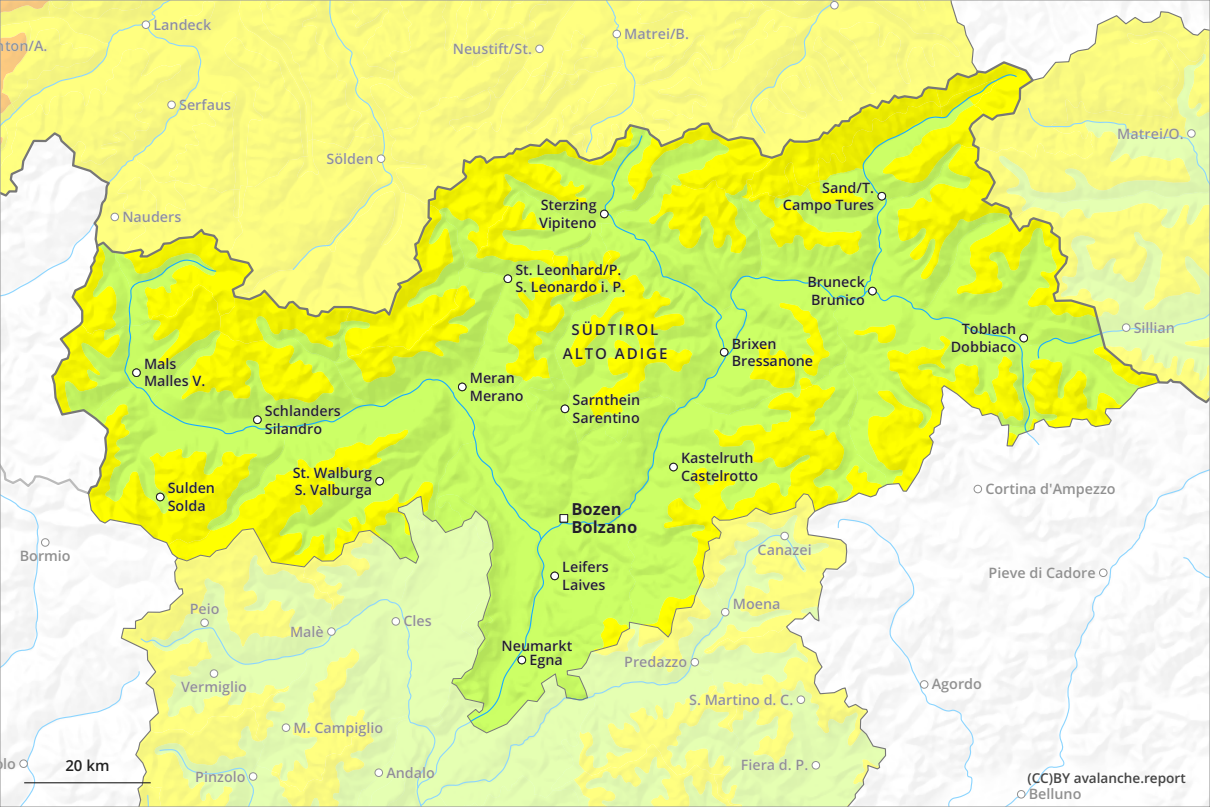 Landeck
Matrei/B.
ton/A.
Neustift/St.
Serfaus
Matrei/O.
Sölden
Sand/T.
Campo Tures
Sterzing
Vipiteno
Nauders
St. Leonhard/P.
S. Leonardo i. P.
Bruneck
Brunico
SÜDTIROL
ALTO ADIGE
Toblach
Dobbiaco
Sillian
Brixen
Bressanone
Mals
Malles V.
Meran
Merano
Sarnthein
Sarentino
Schlanders
Silandro
Kastelruth
Castelrotto
St. Walburg
S. Valburga
Sulden
Solda
Cortina d'Ampezzo
Bozen
Bolzano
Bormio
Canazei
Leifers
Laives
Pieve di Cadore
Peio
Moena
Cles
Malè
Neumarkt
Egna
Predazzo
Vermiglio
Agordo
S. Martino d. C.
M. Campiglio
20 km
olo
Pinzolo
Andalo
Fiera d. P.
(CC)BY avalanche.report
Belluno